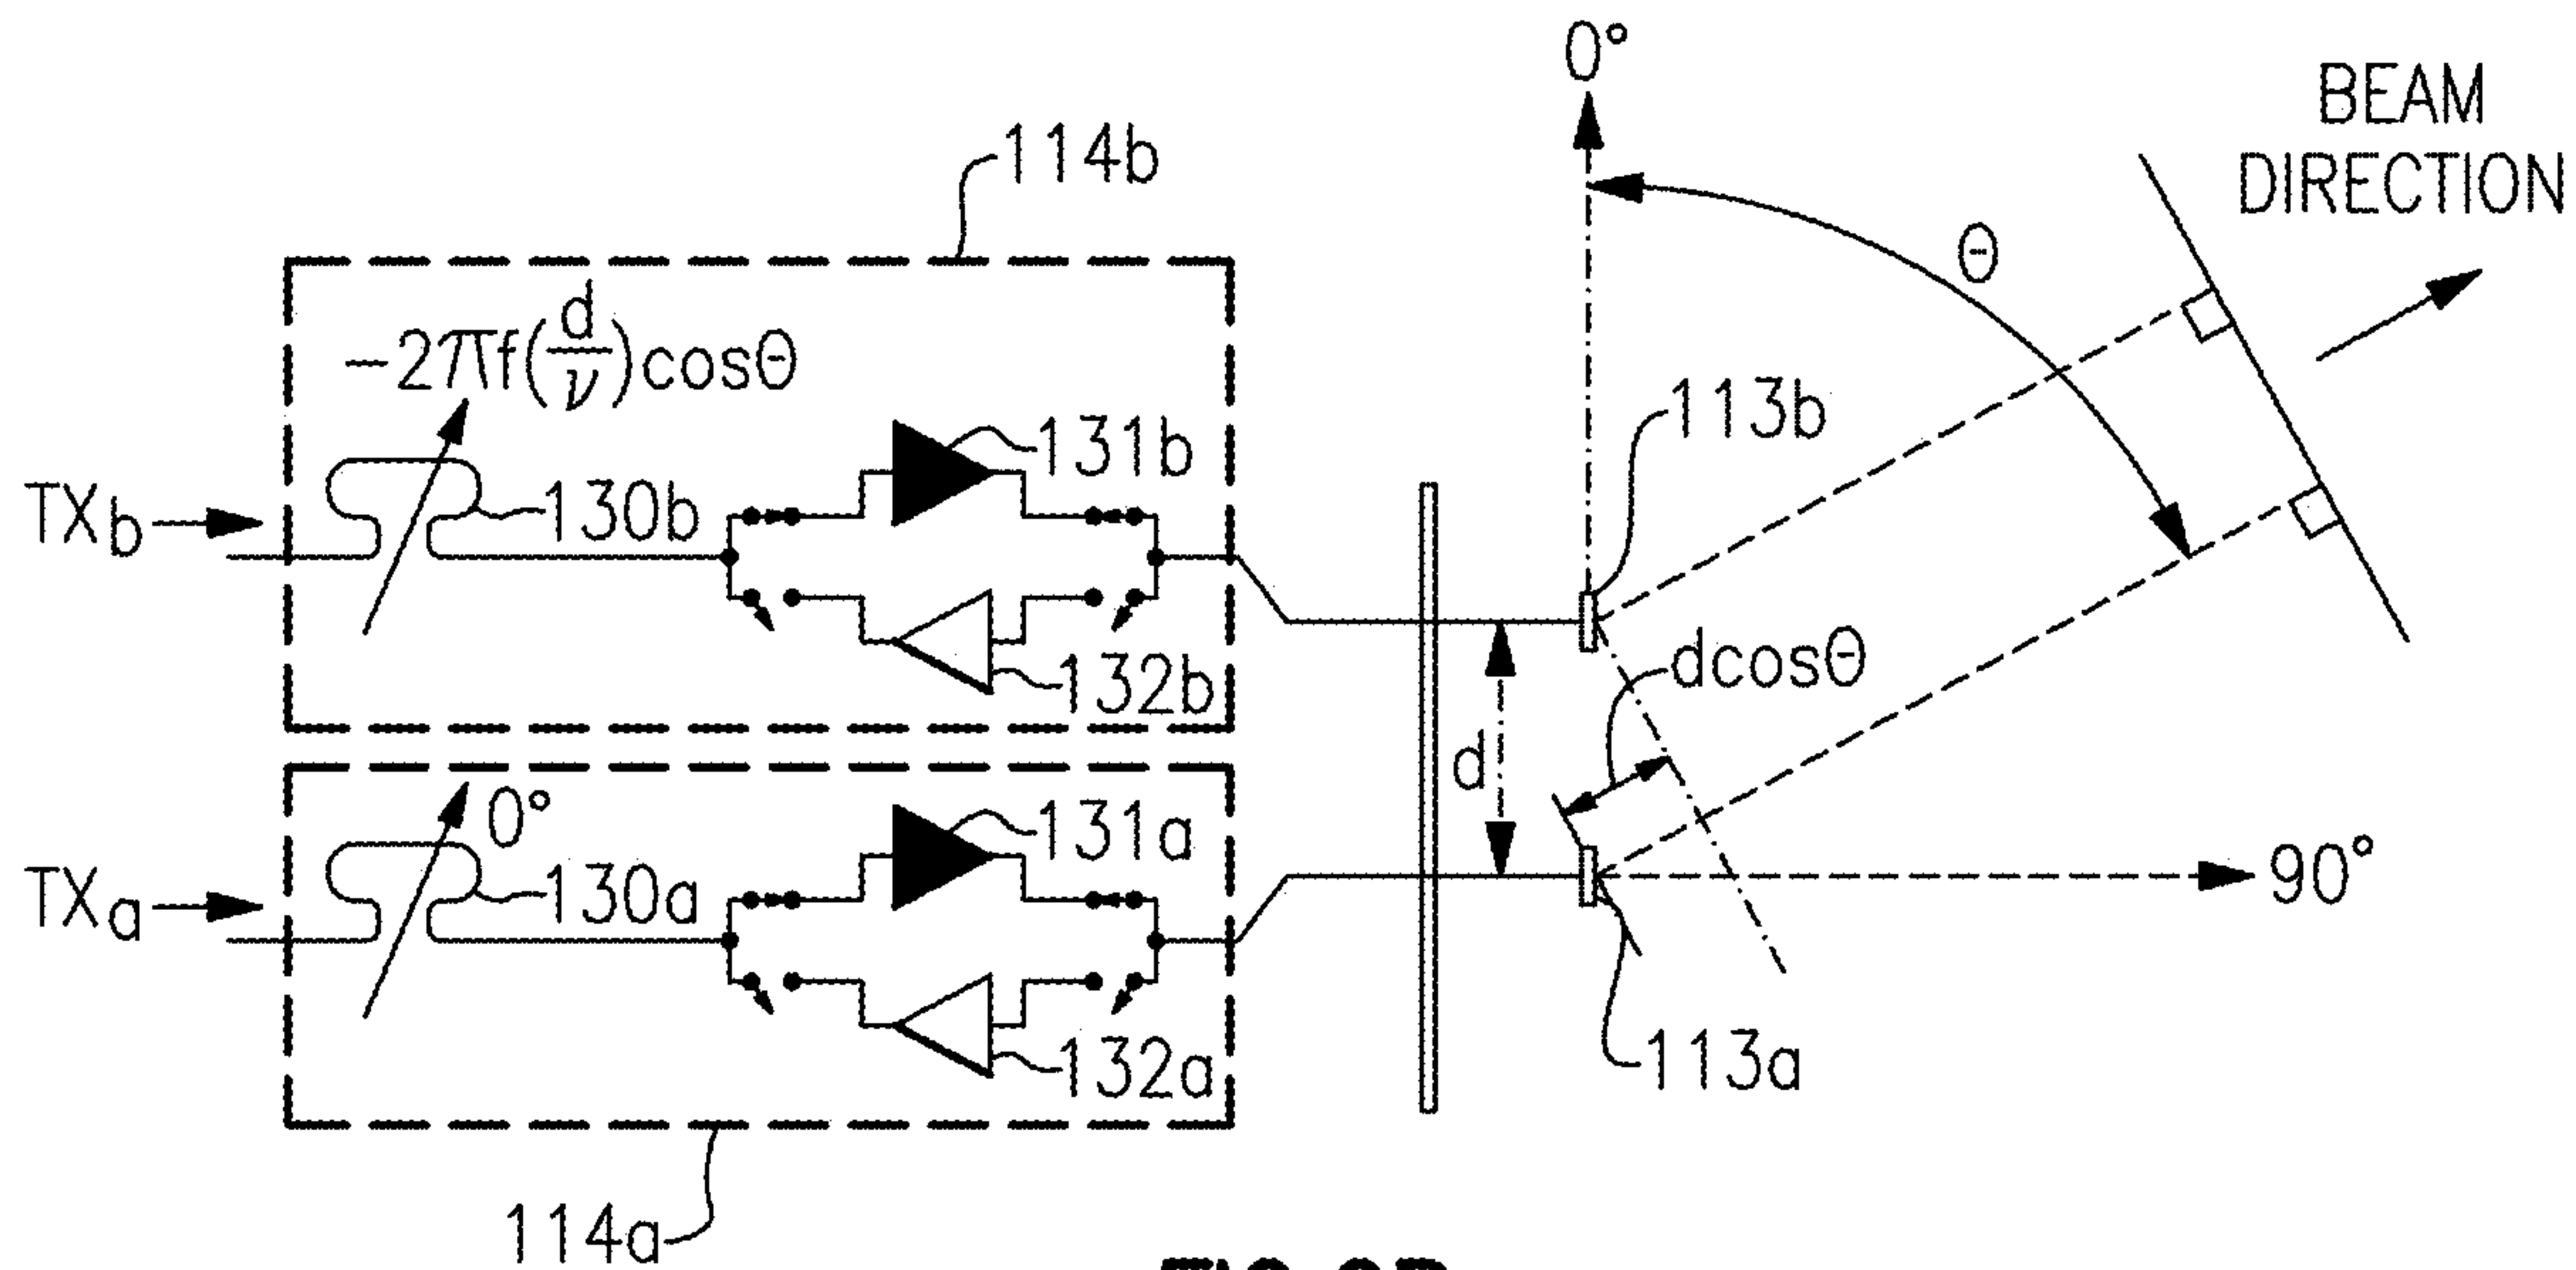 0°
BEAM
DIRECTION
114b
θ
-2πf(d/ν)cosθ
113b
131b
TXb
130b
dcosθ
132b
d
0°
131a
TXa
130a
90°
132a
113a
114a